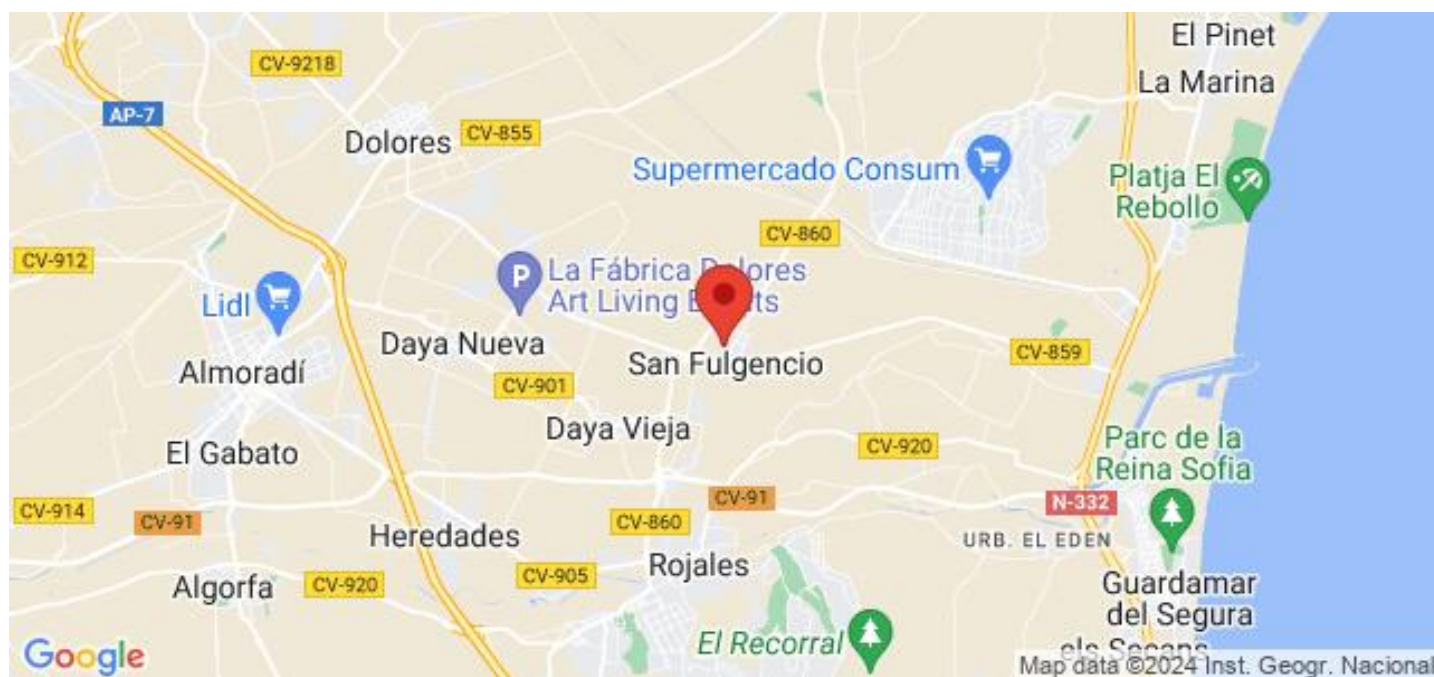 El Pinet
CV-9218
La Marina
AP-7
CV-855
Dolores
Supermercado Consum
Platja El
Rebollo
CV-860
CV-912
La Fábrica Dolores
P
Art Living
Lidl
Daya Nueva
San Fulgencio
CV-859
Almoradí
CV-901
Daya Vieja
CV-920
Parc de la
Reina Sofia
El Gabato
CV-91
N-332
CV-914
CV-91
CV-860
Heredades
URB. EL EDEN
Rojales
CV-905
Algorfa
CV-920
Guardamar
del Segura
El Recorral
els Secans
Google
Map data ©2024 Inst. Geogr. Nacional